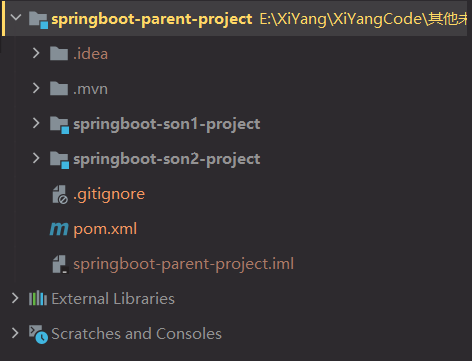 springboot-parent-project E:\XiYang\XiYangCode\其他
.idea
.mvn
springboot-son1-project
springboot-son2-project
.gitignore
pom.xml
springboot-parent-project.iml
External Libraries
Scratches and Consoles